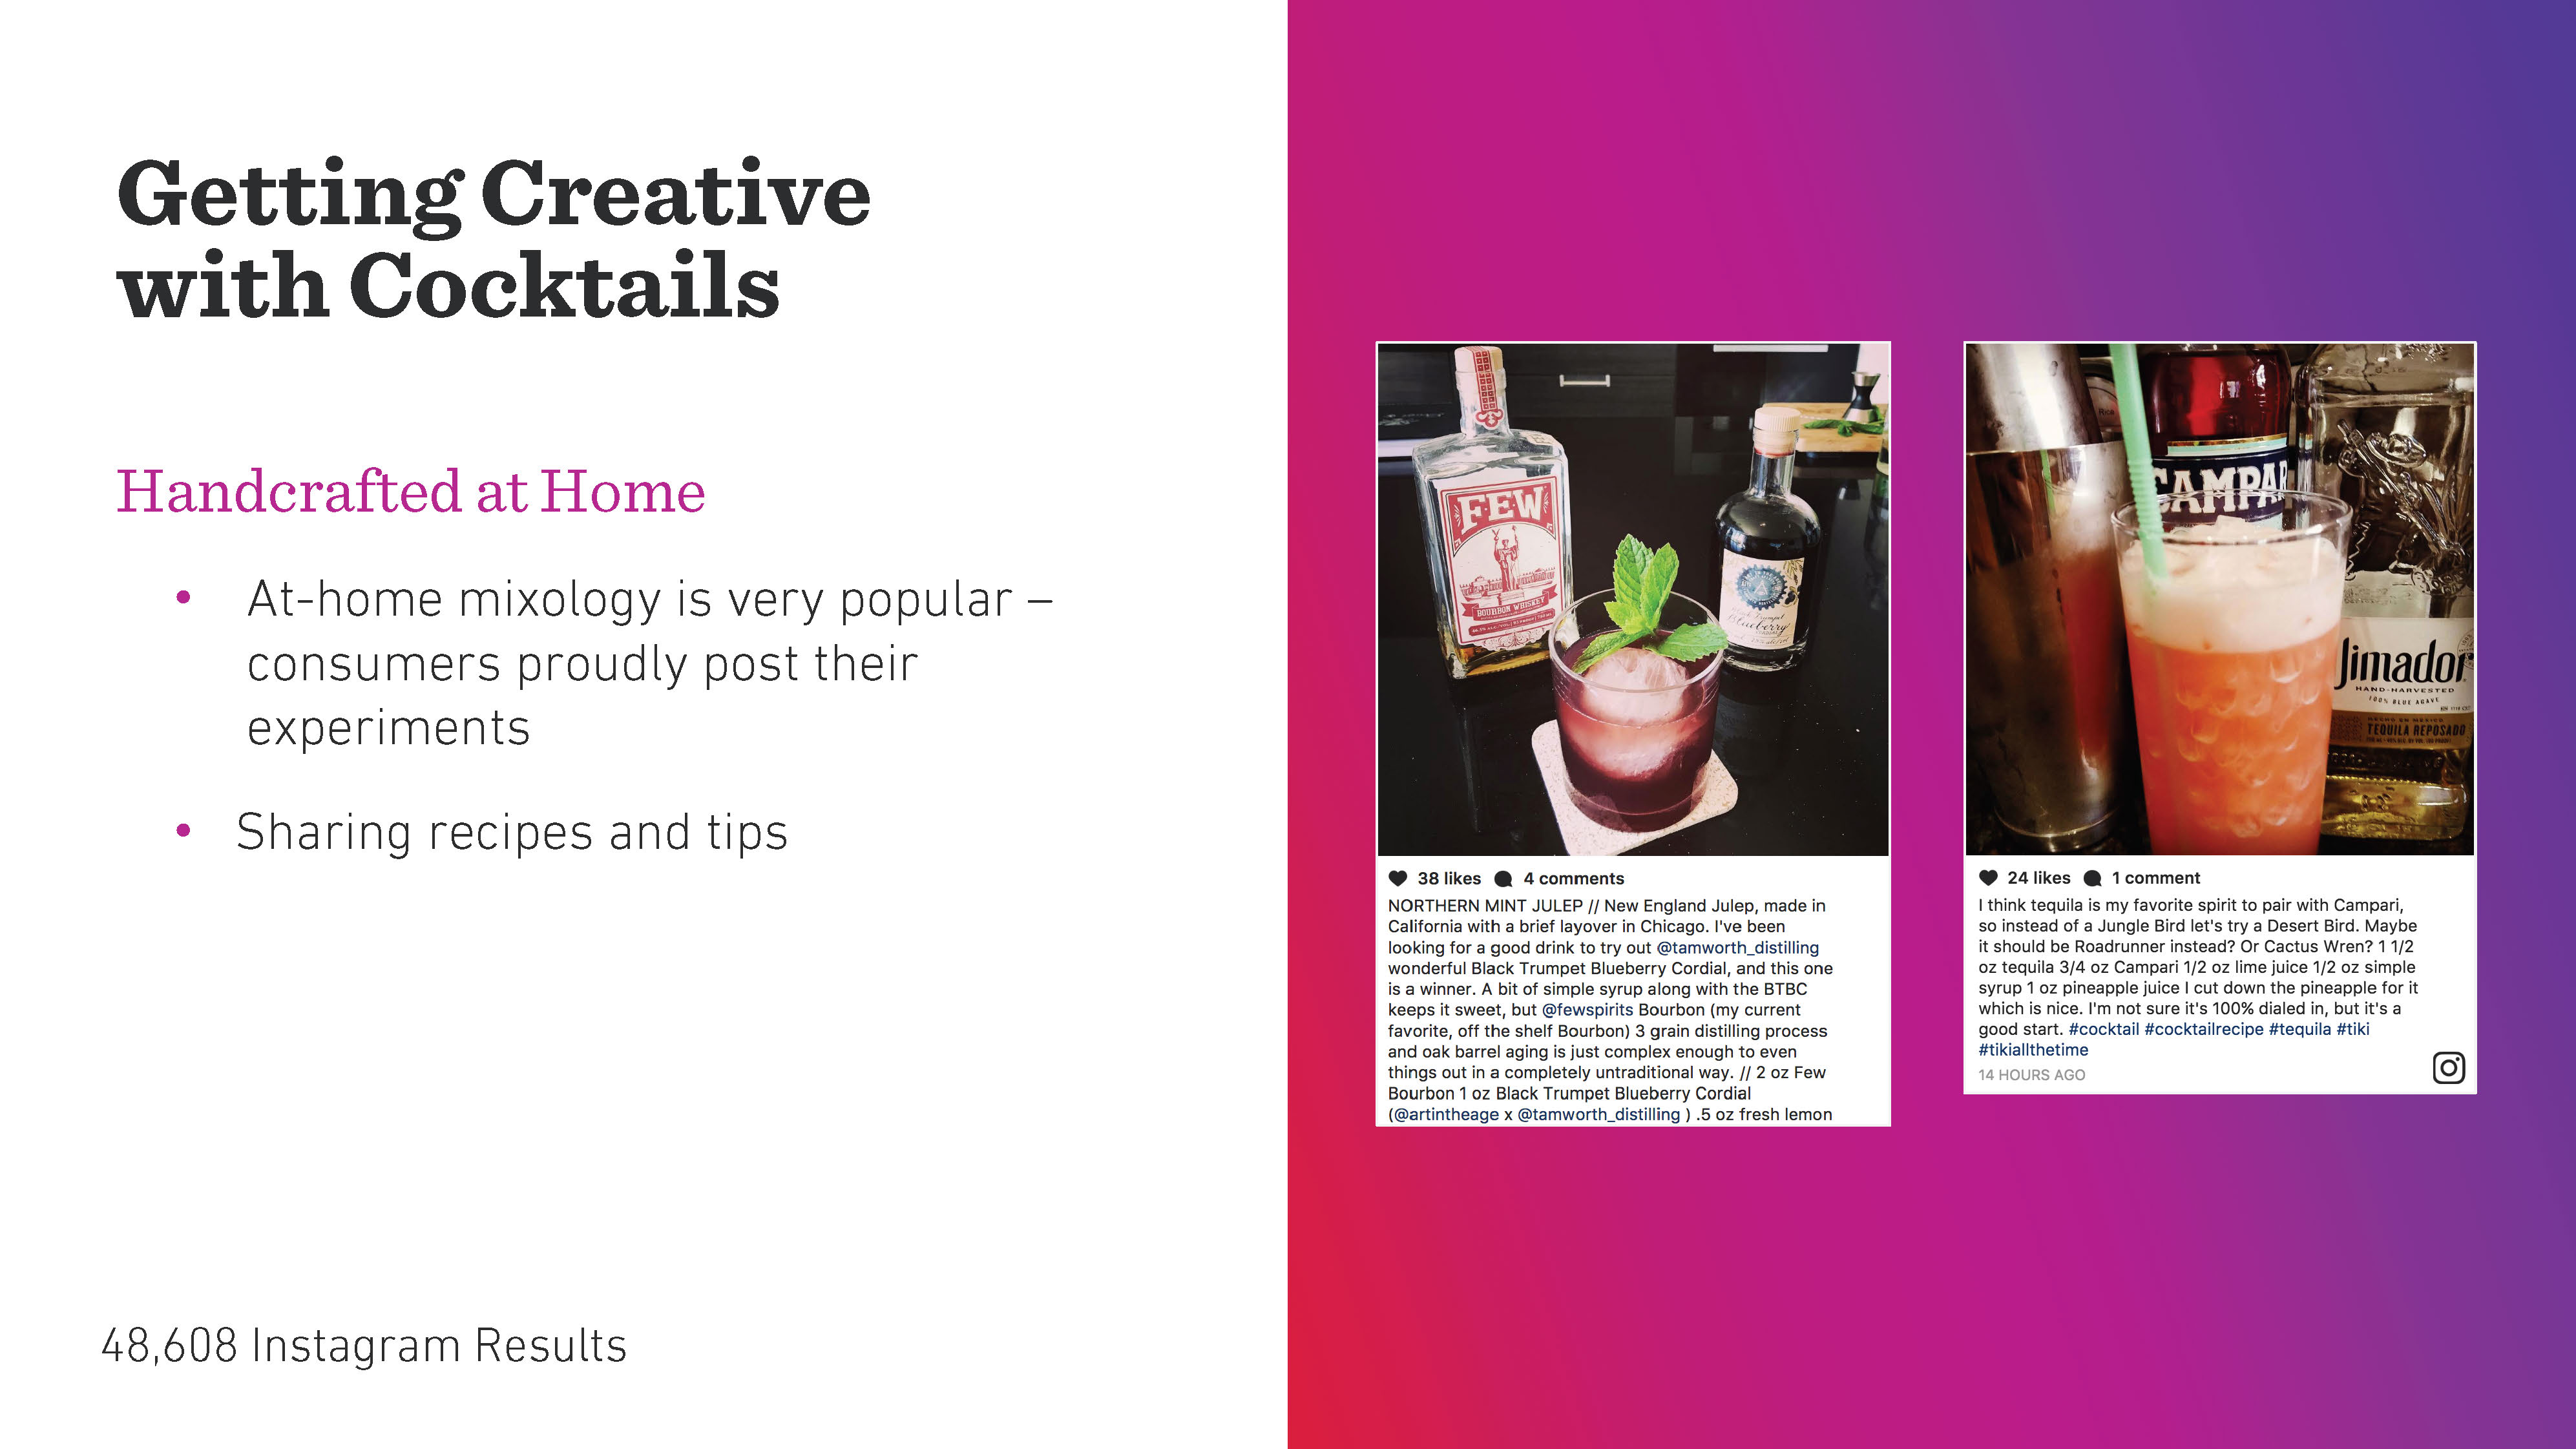 Getting Creative
with Cocktails
Handcrafted at Home
• At-home mixology is very popular –
consumers proudly post their
experiments
• Sharing recipes and tips
48,608 Instagram Results
FEW
BOURBON WHISKEY
Blueberry
38 likes 4 comments
NORTHERN MINT JULEP // New England Julep, made in
California with a brief layover in Chicago. I've been
looking for a good drink to try out @tamworth_distilling
wonderful Black Trumpet Blueberry Cordial, and this one
is a winner. A bit of simple syrup along with the BTBC
keeps it sweet, but @fewspirits Bourbon (my current
favorite, off the shelf Bourbon) 3 grain distilling process
and oak barrel aging is just complex enough to even
things out in a completely untraditional way. // 2 oz Few
Bourbon 1 oz Black Trumpet Blueberry Cordial
(@artintheage x @tamworth_distilling ) .5 oz fresh lemon
Rica
CAMPAR
Jimador
HAND-HARVESTED
100% BLUE AGAVE
HECHO EN MEXICO
TEQUILA REPOSADO
24 likes 1 comment
I think tequila is my favorite spirit to pair with Campari,
so instead of a Jungle Bird let's try a Desert Bird. Maybe
it should be Roadrunner instead? Or Cactus Wren? 1 1/2
oz tequila 3/4 oz Campari 1/2 oz lime juice 1/2 oz simple
syrup 1 oz pineapple juice I cut down the pineapple for it
which is nice. I'm not sure it's 100% dialed in, but it's a
good start. #cocktail #cocktailrecipe #tequila #tiki
#tikiallthetime
14 HOURS AGO